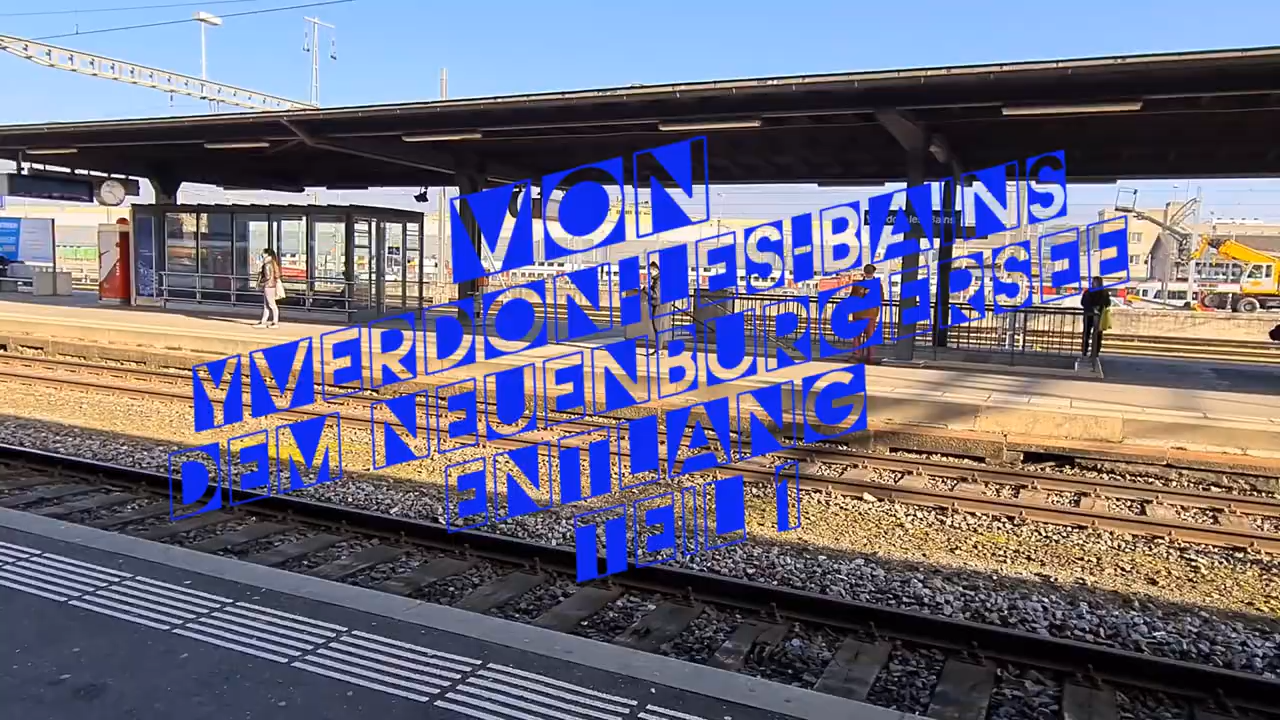 VON
YVERDON-LES-BAINS
DEM NEUENBURGERSEE
ENTLANG
TEIL 1